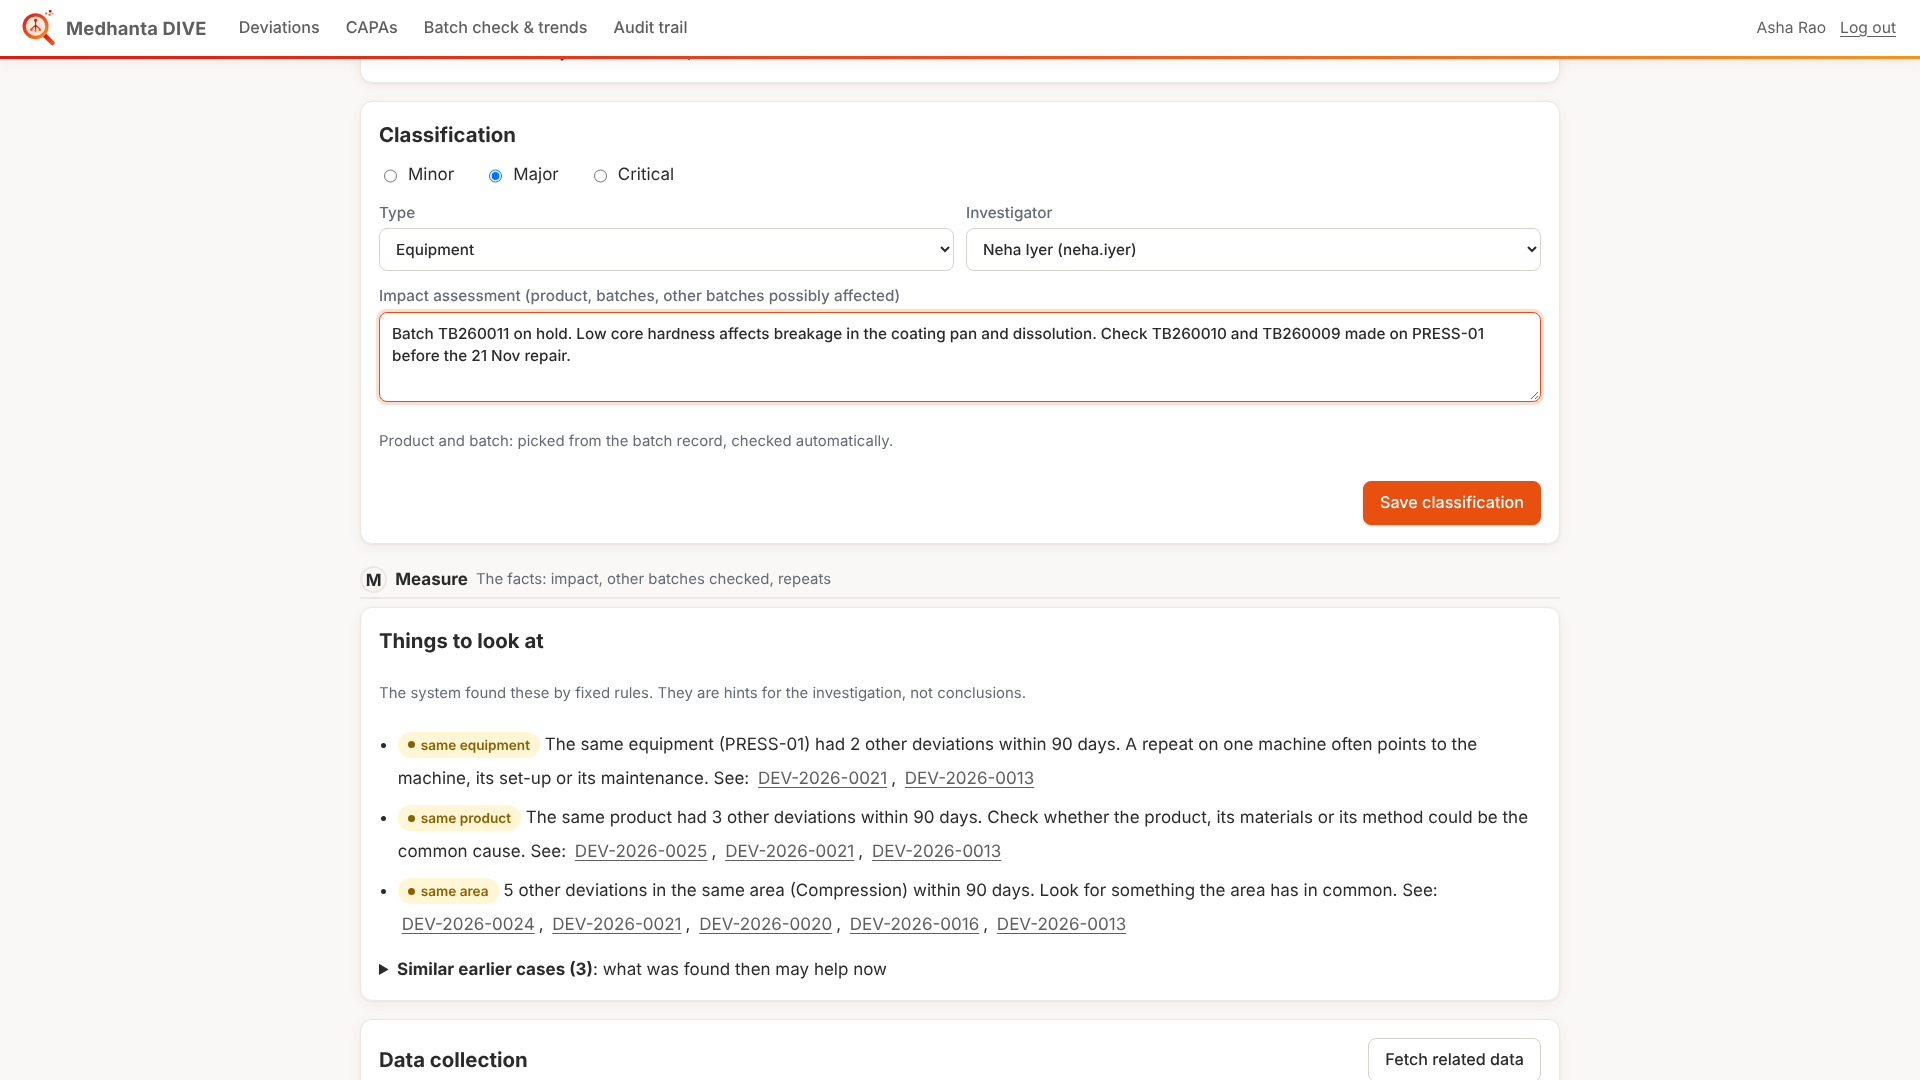 Medhanta DIVE Deviations CAPAs Batch check & trends Audit trail Asha Rao Log out
Classification
Minor Major Critical
Type Investigator
Equipment Neha Iyer (neha.iyer)
Impact assessment (product, batches, other batches possibly affected)
Batch TB260011 on hold. Low core hardness affects breakage in the coating pan and dissolution. Check TB260010 and TB260009 made on PRESS-01
before the 21 Nov repair.
Product and batch: picked from the batch record, checked automatically.
Save classification
M Measure The facts: impact, other batches checked, repeats
Things to look at
The system found these by fixed rules. They are hints for the investigation, not conclusions.
• same equipment The same equipment (PRESS-01) had 2 other deviations within 90 days. A repeat on one machine often points to the
machine, its set-up or its maintenance. See: DEV-2026-0021 , DEV-2026-0013
• same product The same product had 3 other deviations within 90 days. Check whether the product, its materials or its method could be the
common cause. See: DEV-2026-0025 , DEV-2026-0021 , DEV-2026-0013
• same area 5 other deviations in the same area (Compression) within 90 days. Look for something the area has in common. See:
DEV-2026-0024 , DEV-2026-0021 , DEV-2026-0020 , DEV-2026-0016 , DEV-2026-0013
Similar earlier cases (3): what was found then may help now
Data collection Fetch related data